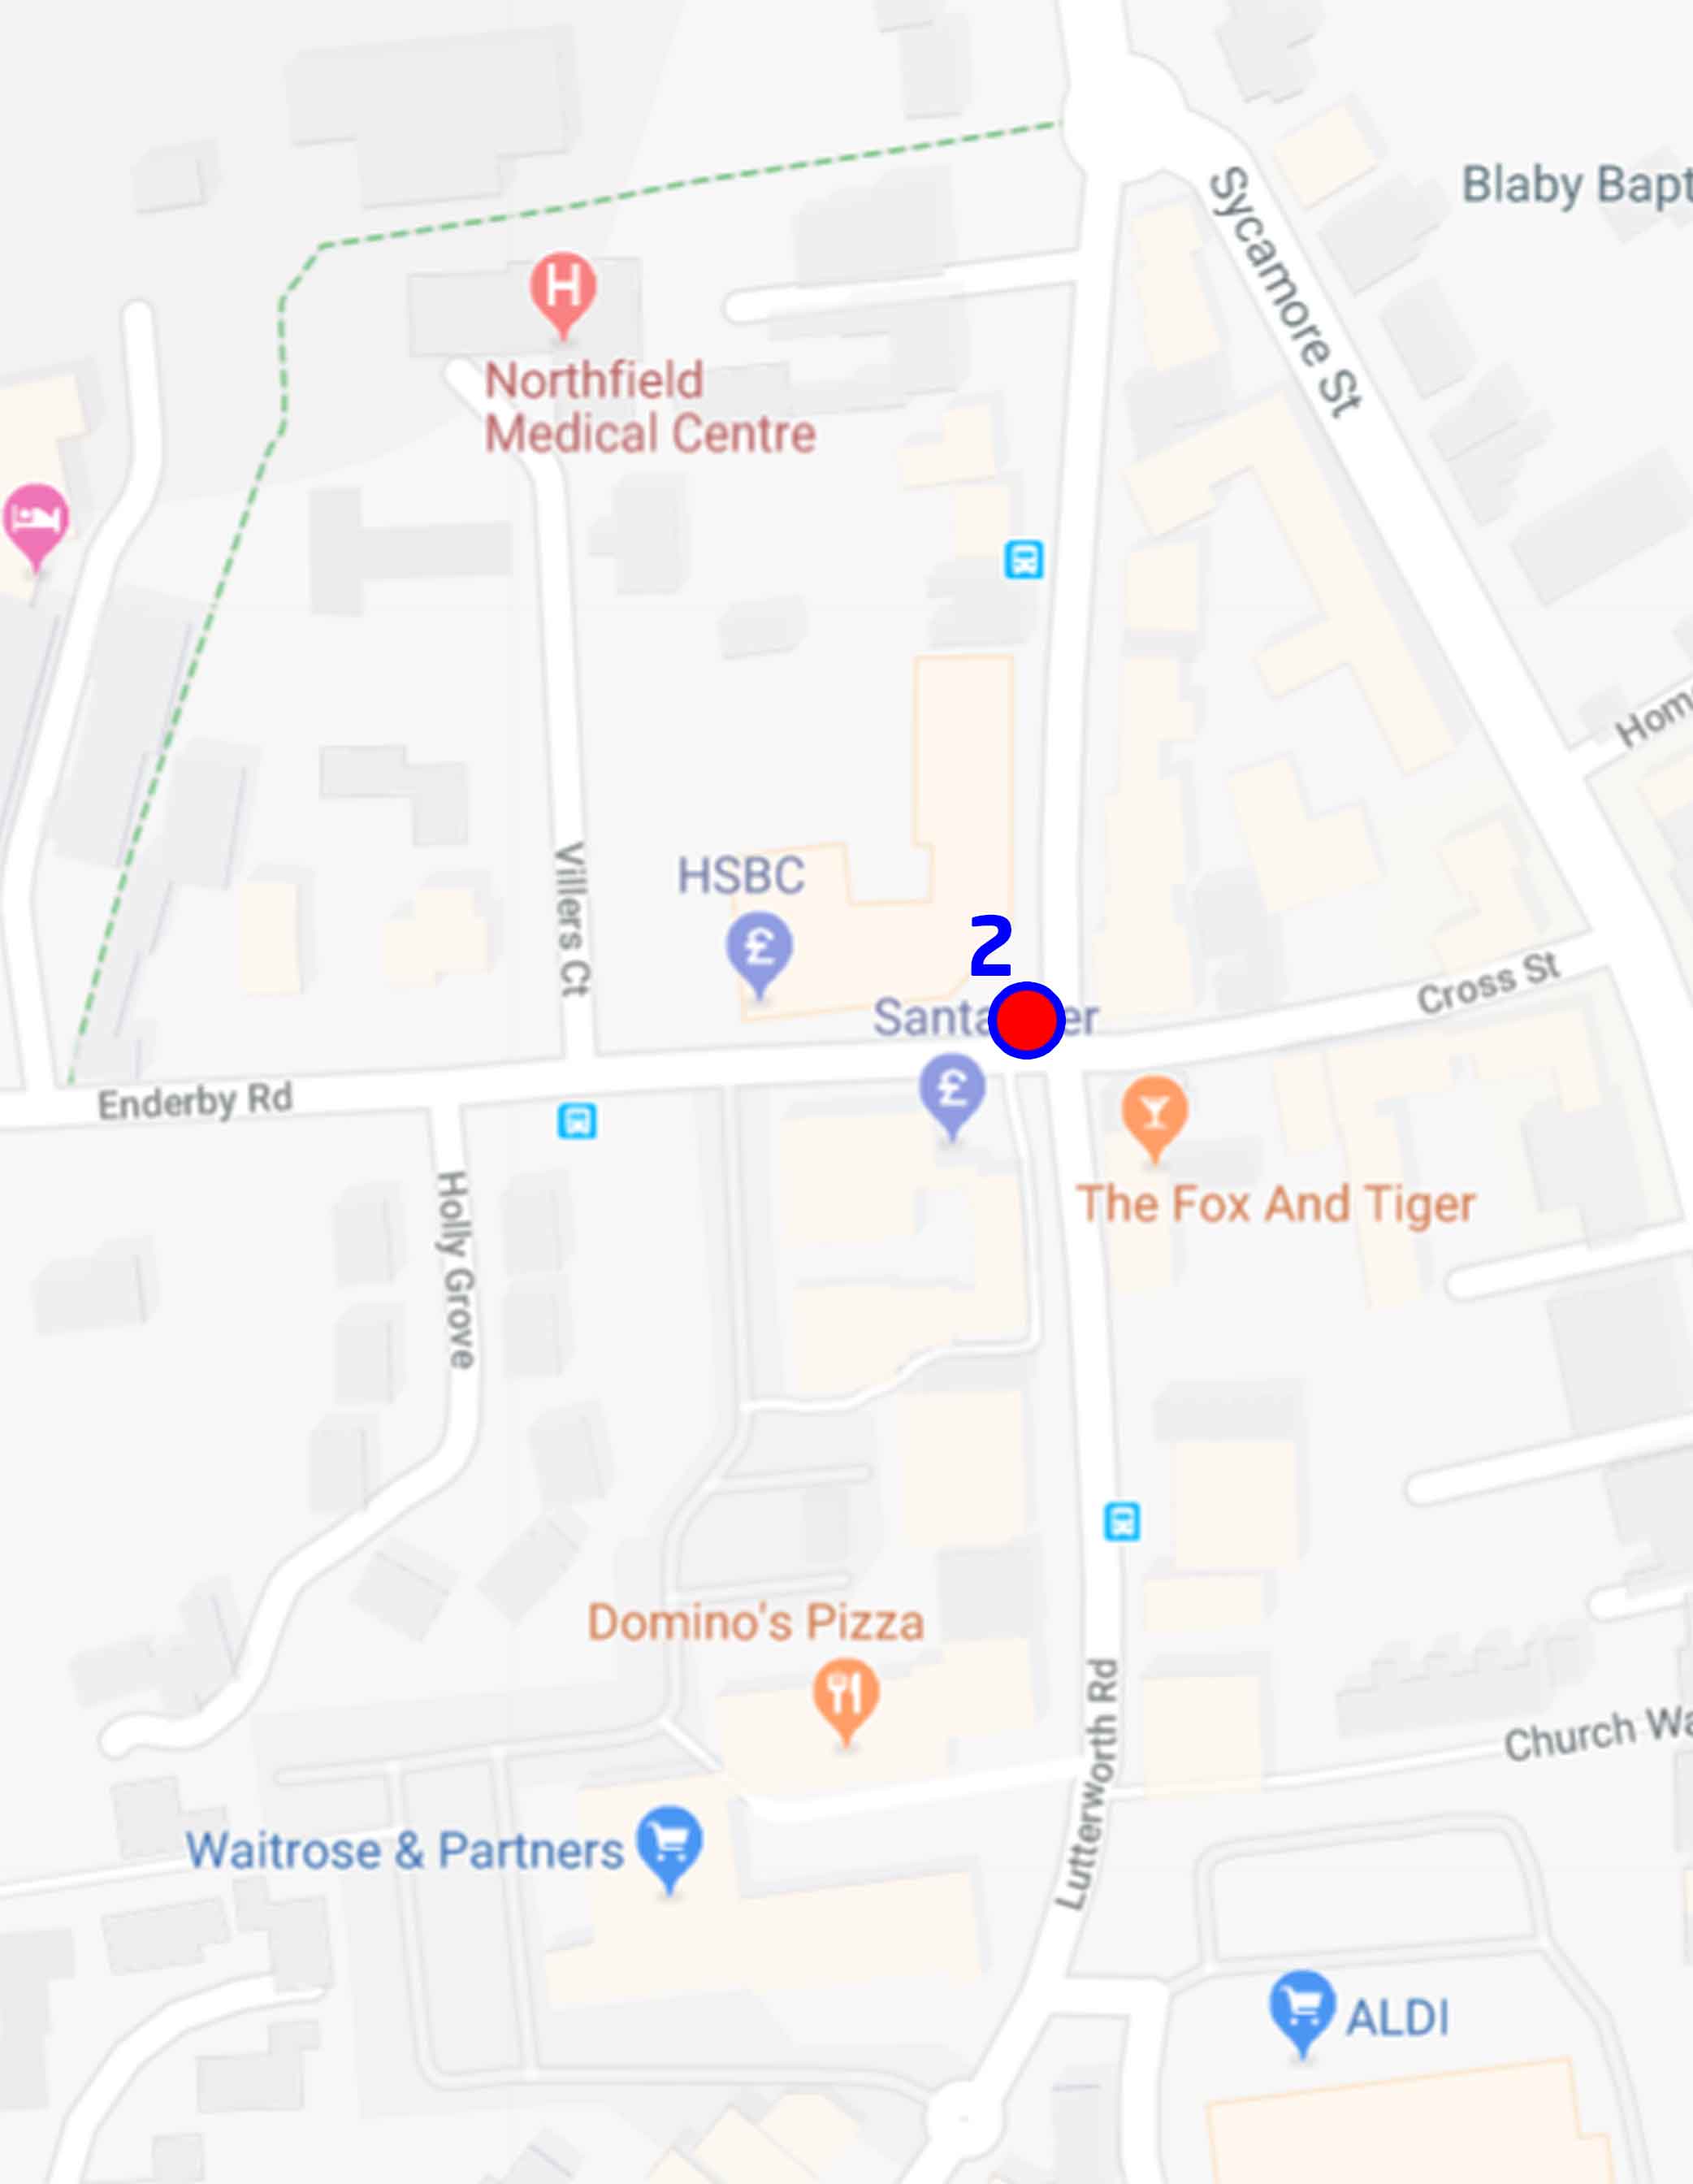 Sycamore St
Blaby Bapt
H
Northfield
Medical Centre
Hom
Villers Ct
HSBC
£
2
Santa er
£
Cross St
Enderby Rd
The Fox And Tiger
Holly Grove
Domino's Pizza
Lutterworth Rd
Church Wa
Waitrose & Partners
ALDI